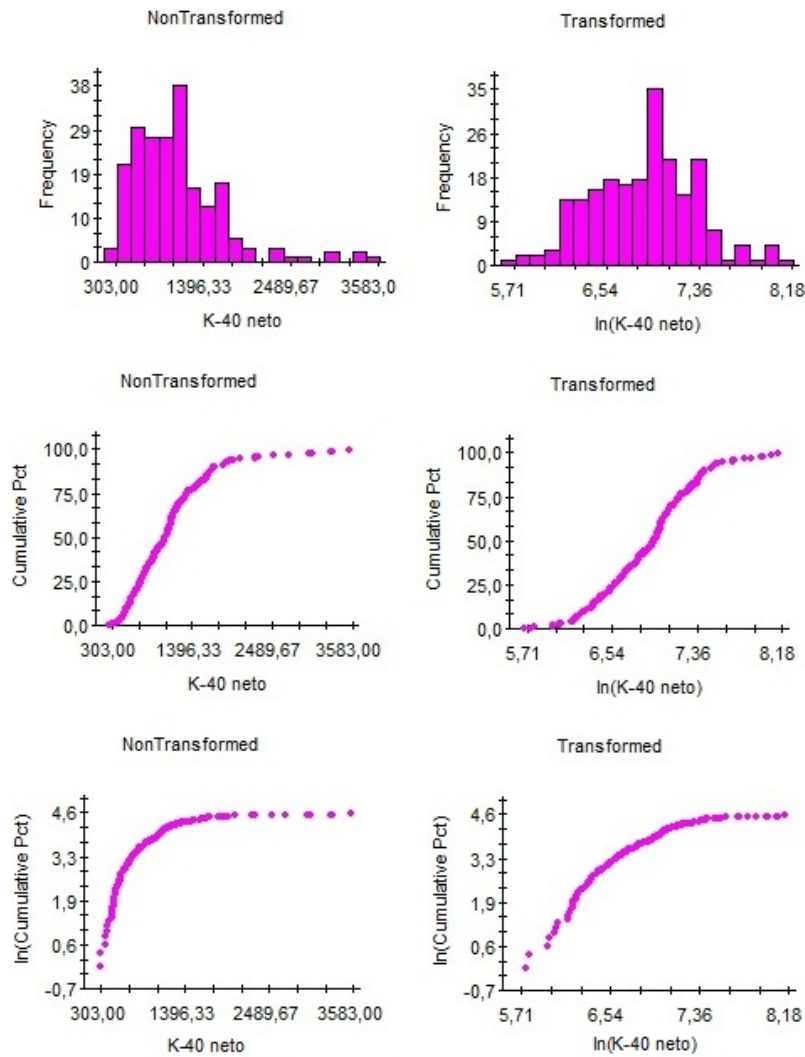 NonTransformed
Frequency
38
29
19
10
0
303,00 1396,33 2489,67 3583,0
K-40 neto
Transformed
Frequency
35
26
18
9
0
5,71 6,54 7,36 8,18
ln(K-40 neto)
NonTransformed
Cumulative Pct
100,0
75,0
50,0
25,0
0,0
303,00 1396,33 2489,67 3583,00
K-40 neto
Transformed
Cumulative Pct
100,0
75,0
50,0
25,0
0,0
5,71 6,54 7,36 8,18
ln(K-40 neto)
NonTransformed
ln(Cumulative Pct)
4,6
3,3
1,9
0,6
-0,7
303,00 1396,33 2489,67 3583,00
K-40 neto
Transformed
ln(Cumulative Pct)
4,6
3,3
1,9
0,6
-0,7
5,71 6,54 7,36 8,18
ln(K-40 neto)